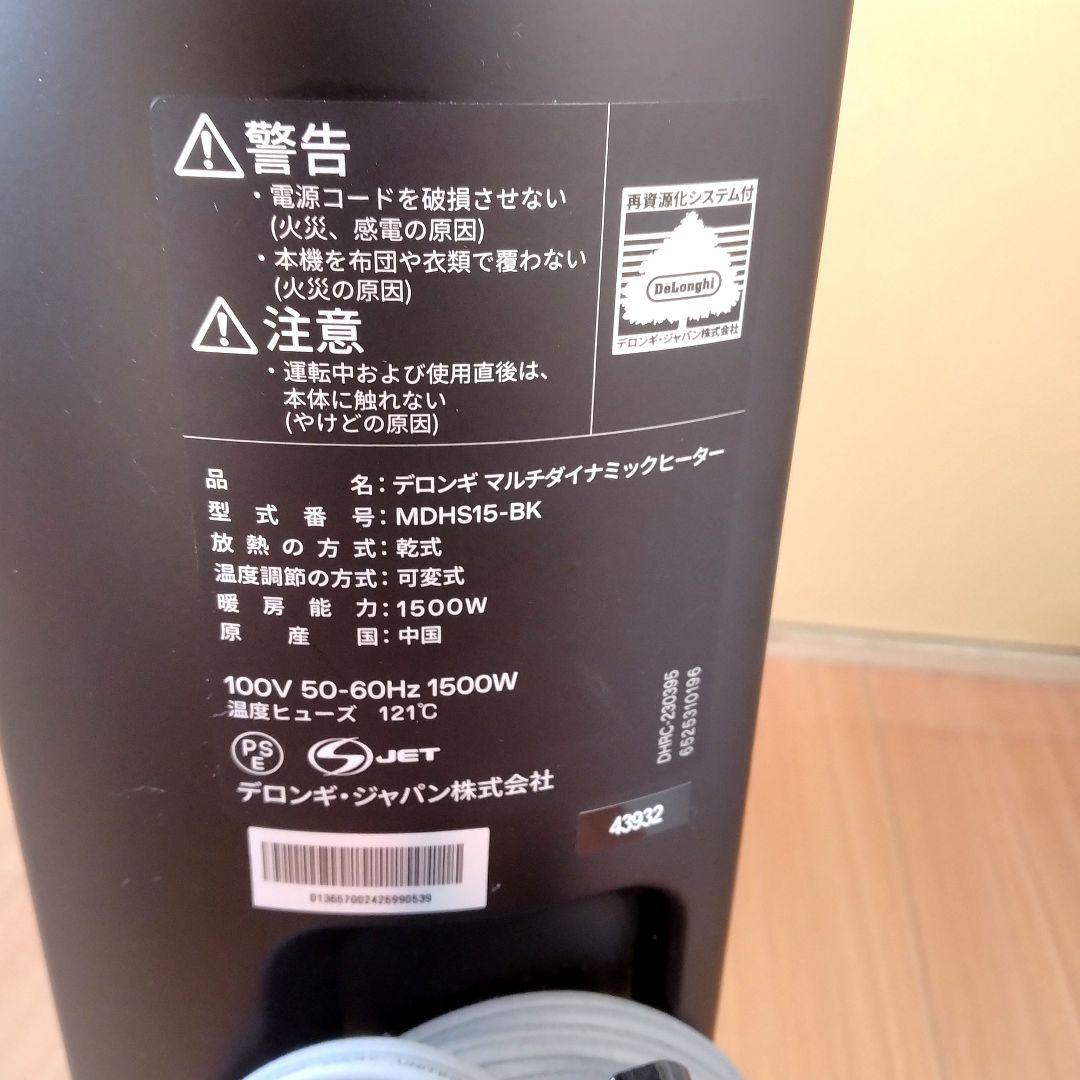 警告
・電源コードを破損させない
(火災、感電の原因)
・本機を布団や衣類で覆わない
(火災の原因)
注意
・運転中および使用直後は、
本体に触れない
(やけどの原因)
再資源化システム付
DeLonghi
デロンギ・ジャパン株式会社
品名：デロンギ マルチダイナミックヒーター
型式番号：MDHS15-BK
放熱の方式：乾式
温度調節の方式：可変式
暖房能力：1500W
原産国：中国
100V 50-60Hz 1500W
温度ヒューズ 121℃
PSE
JET
デロンギ・ジャパン株式会社
DHRC-230395
6525310196
43932
013657002426990539